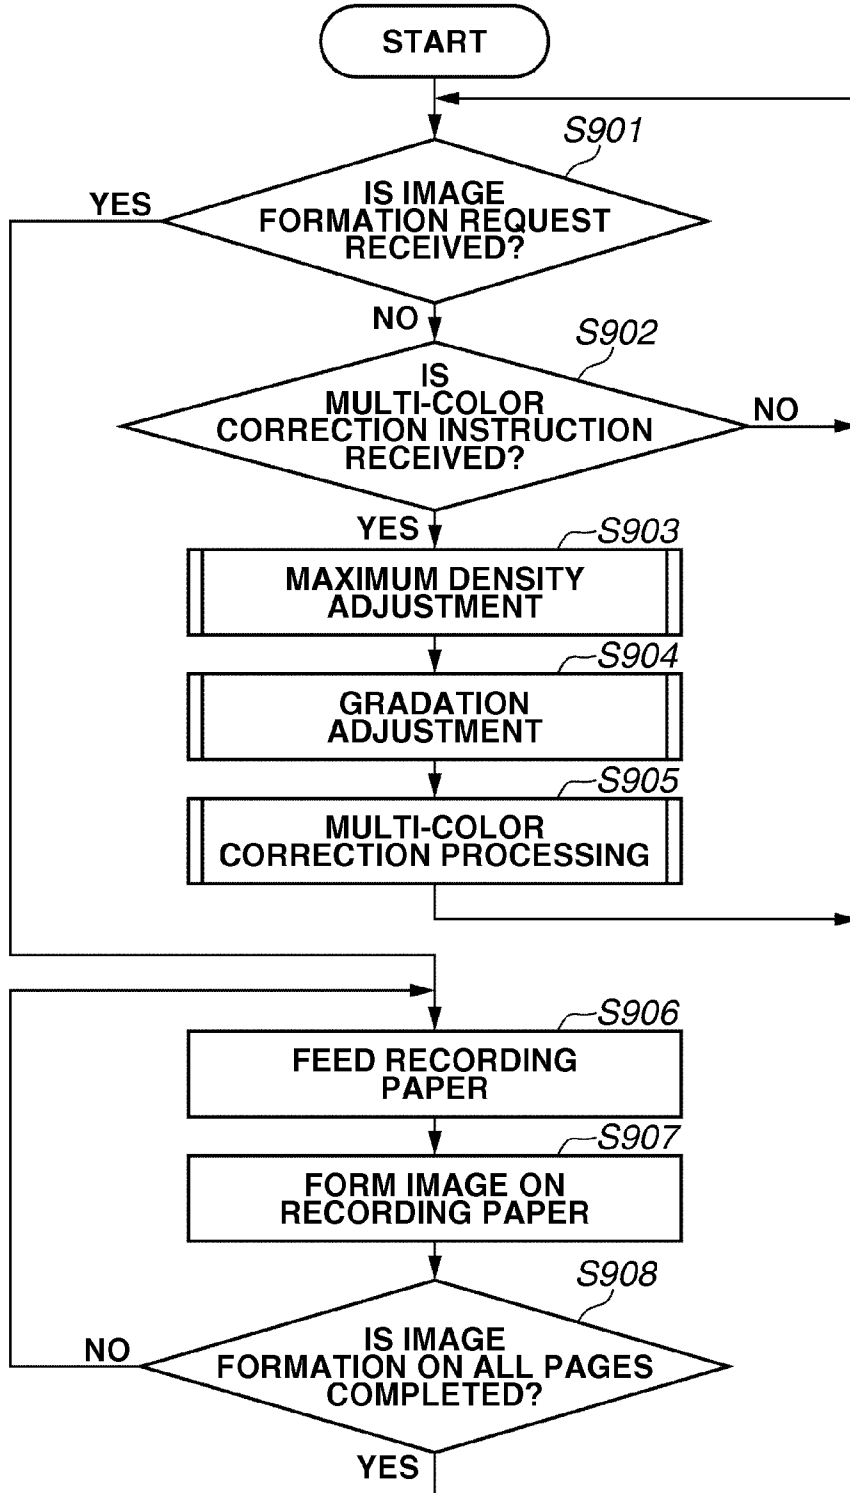 START
S901
YES
IS IMAGE
FORMATION REQUEST
RECEIVED?
NO
S902
IS
MULTI-COLOR
CORRECTION INSTRUCTION
RECEIVED?
NO
YES
S903
MAXIMUM DENSITY
ADJUSTMENT
S904
GRADATION
ADJUSTMENT
S905
MULTI-COLOR
CORRECTION PROCESSING
S906
FEED RECORDING
PAPER
S907
FORM IMAGE ON
RECORDING PAPER
S908
NO
IS IMAGE
FORMATION ON ALL PAGES
COMPLETED?
YES